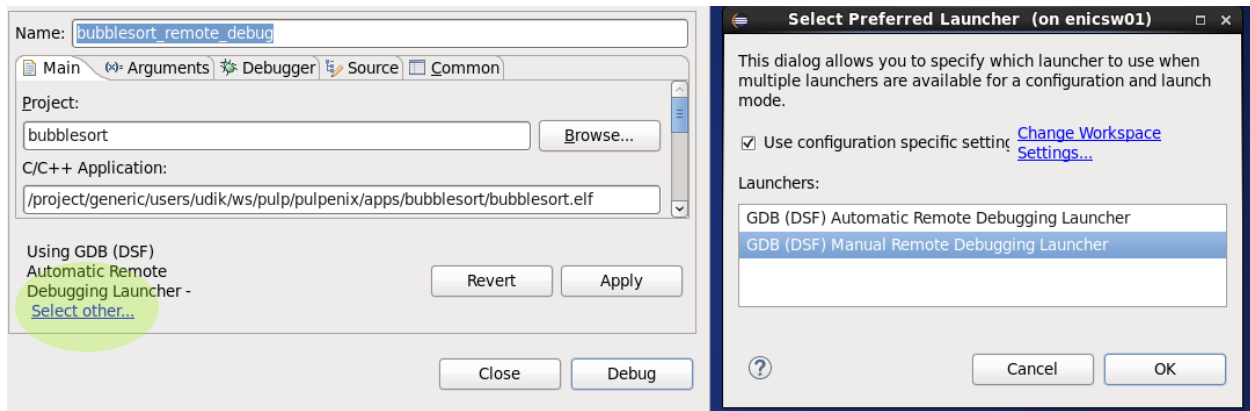 Name: bubblesort_remote_debug
Main (x)= Arguments Debugger Source Common
Project:
bubblesort Browse...
C/C++ Application:
/project/generic/users/udik/ws/pulp/pulpenix/apps/bubblesort/bubblesort.elf
Using GDB (DSF)
Automatic Remote
Debugging Launcher -
Select other...
Revert Apply
Close Debug
Select Preferred Launcher (on enicsw01)
This dialog allows you to specify which launcher to use when
multiple launchers are available for a configuration and launch
mode.
Use configuration specific setting Change Workspace
Settings...
Launchers:
GDB (DSF) Automatic Remote Debugging Launcher
GDB (DSF) Manual Remote Debugging Launcher
? Cancel OK